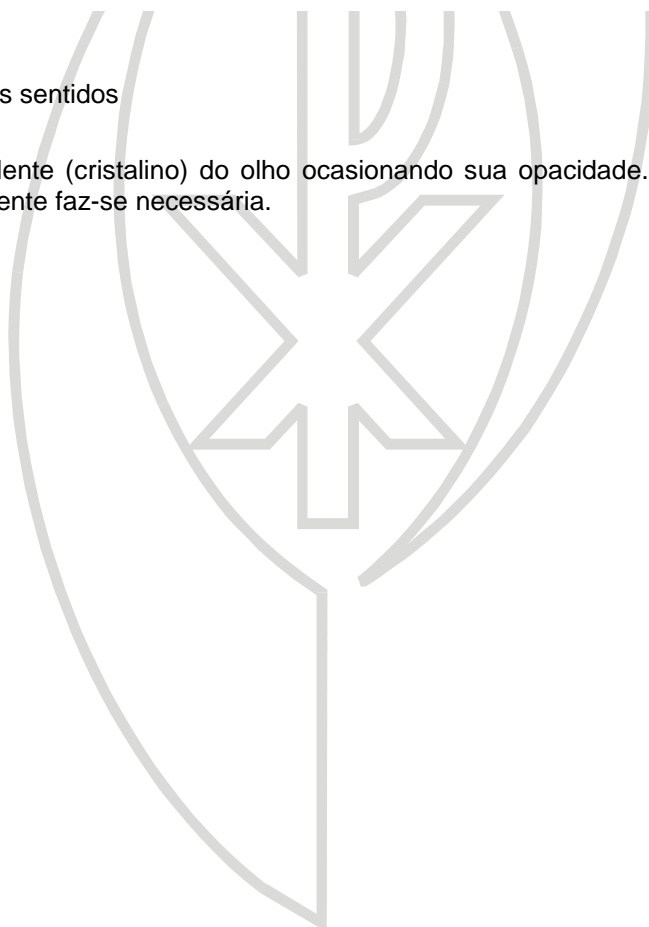 s sentidos
lente (cristalino) do olho ocasionando sua opacidade.
ente faz-se necessária.